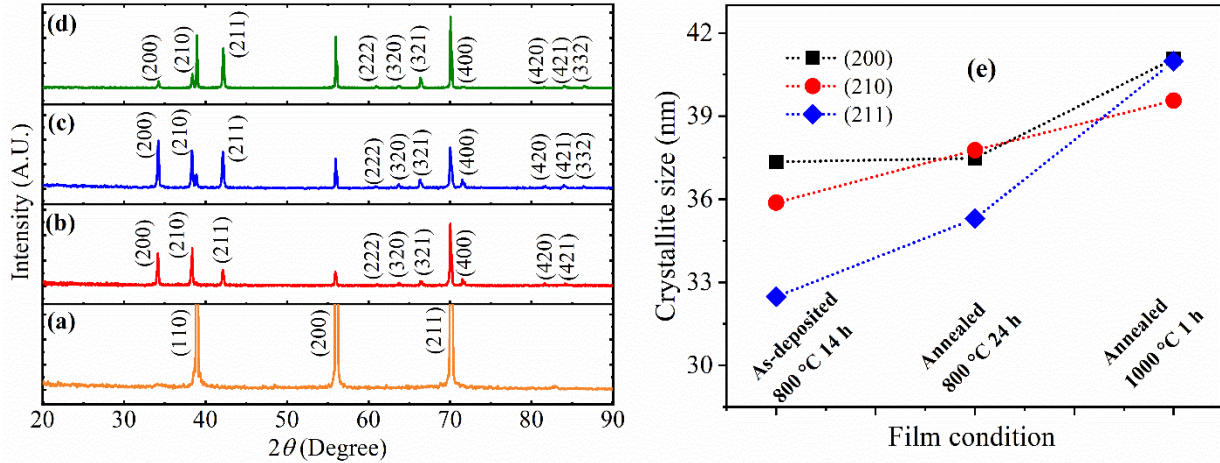 Intensity (A.U.)
(d)
(200)
(210)
(211)
(222)
(320)
(321)
(400)
(420)
(421)
(332)
(c)
(200)
(210)
(211)
(222)
(320)
(321)
(400)
(420)
(421)
(332)
(b)
(200)
(210)
(211)
(222)
(320)
(321)
(400)
(420)
(421)
(a)
(110)
(200)
(211)
20 30 40 50 60 70 80 90
2θ (Degree)
Crystallite size (nm)
42
39
36
33
30
(200)
(210)
(211)
(e)
As-deposited
800 °C 14 h
Annealed
800 °C 24 h
Annealed
1000 °C 1 h
Film condition